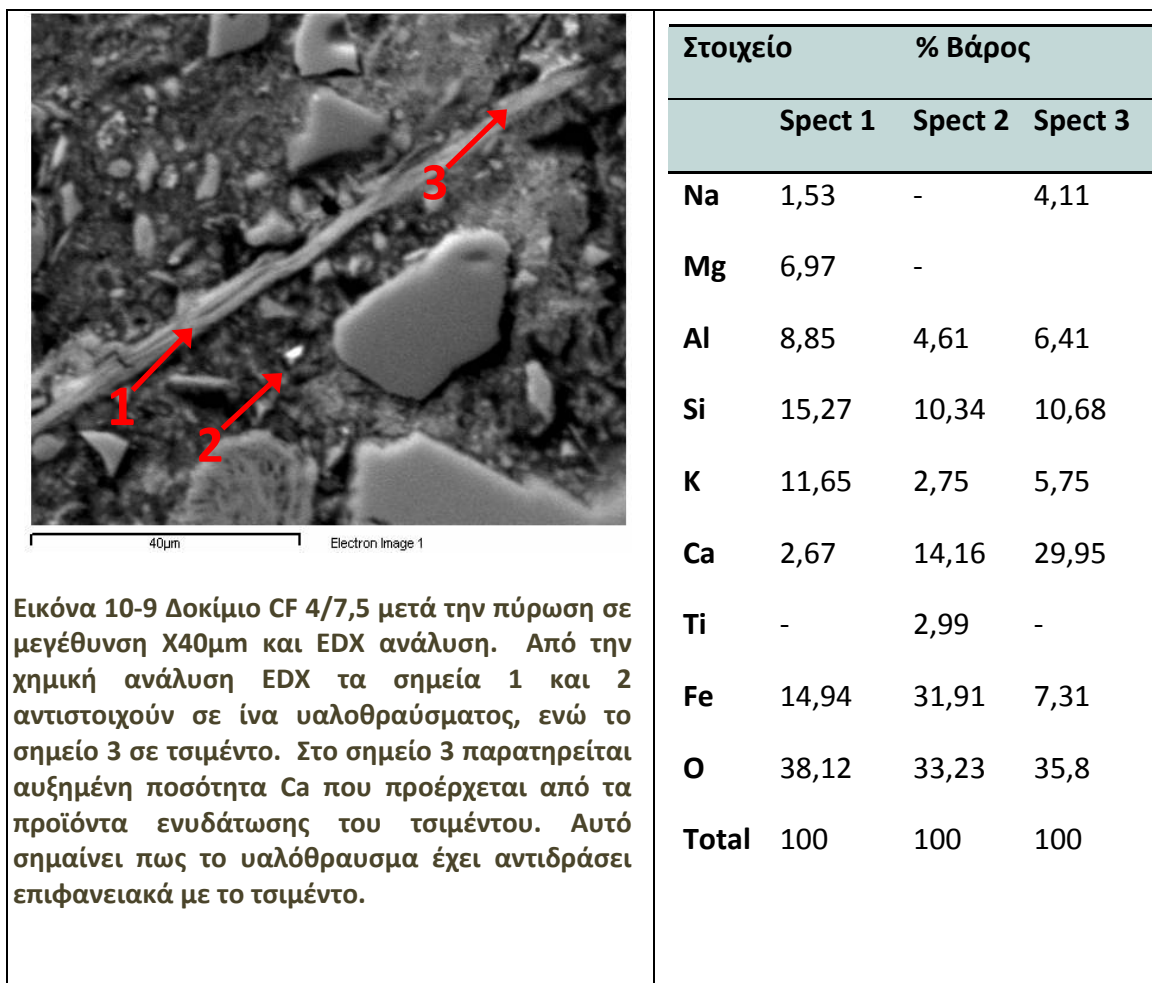 1
2
3
40µm Electron Image 1
Εικόνα 10-9 Δοκίμιο CF 4/7,5 μετά την πύρωση σε
μεγέθυνση Χ40μm και EDX ανάλυση. Από την
χημική ανάλυση EDX τα σημεία 1 και 2
αντιστοιχούν σε ίνα υαλοθραύσματος, ενώ το
σημείο 3 σε τσιμέντο. Στο σημείο 3 παρατηρείται
αυξημένη ποσότητα Ca που προέρχεται από τα
προϊόντα ενυδάτωσης του τσιμέντου. Αυτό
σημαίνει πως το υαλόθραυσμα έχει αντιδράσει
επιφανειακά με το τσιμέντο.
Στοιχείο % Βάρος
Spect 1 Spect 2 Spect 3
Na 1,53 - 4,11
Mg 6,97 -
Al 8,85 4,61 6,41
Si 15,27 10,34 10,68
K 11,65 2,75 5,75
Ca 2,67 14,16 29,95
Ti - 2,99 -
Fe 14,94 31,91 7,31
O 38,12 33,23 35,8
Total 100 100 100